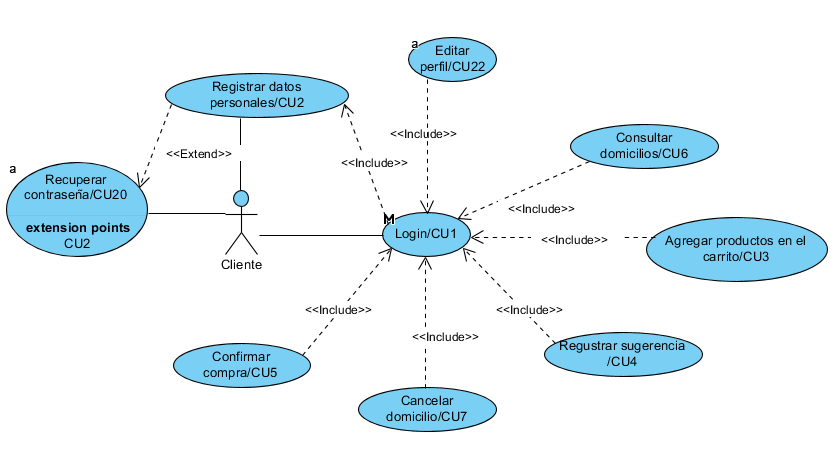 a
Editar
perfil/CU22
Registrar datos
personales/CU2
<<Include>>
<<Extend>>
<<Include>>
Consultar
domicilios/CU6
a
Recuperar
contraseña/CU20
extension points
CU2
<<Include>>
M
Login/CU1
<<Include>>
Agregar productos en el
carrito/CU3
Cliente
<<Include>>
<<Include>>
<<Include>>
Confirmar
compra/CU5
Regustrar sugerencia
/CU4
Cancelar
domicilio/CU7